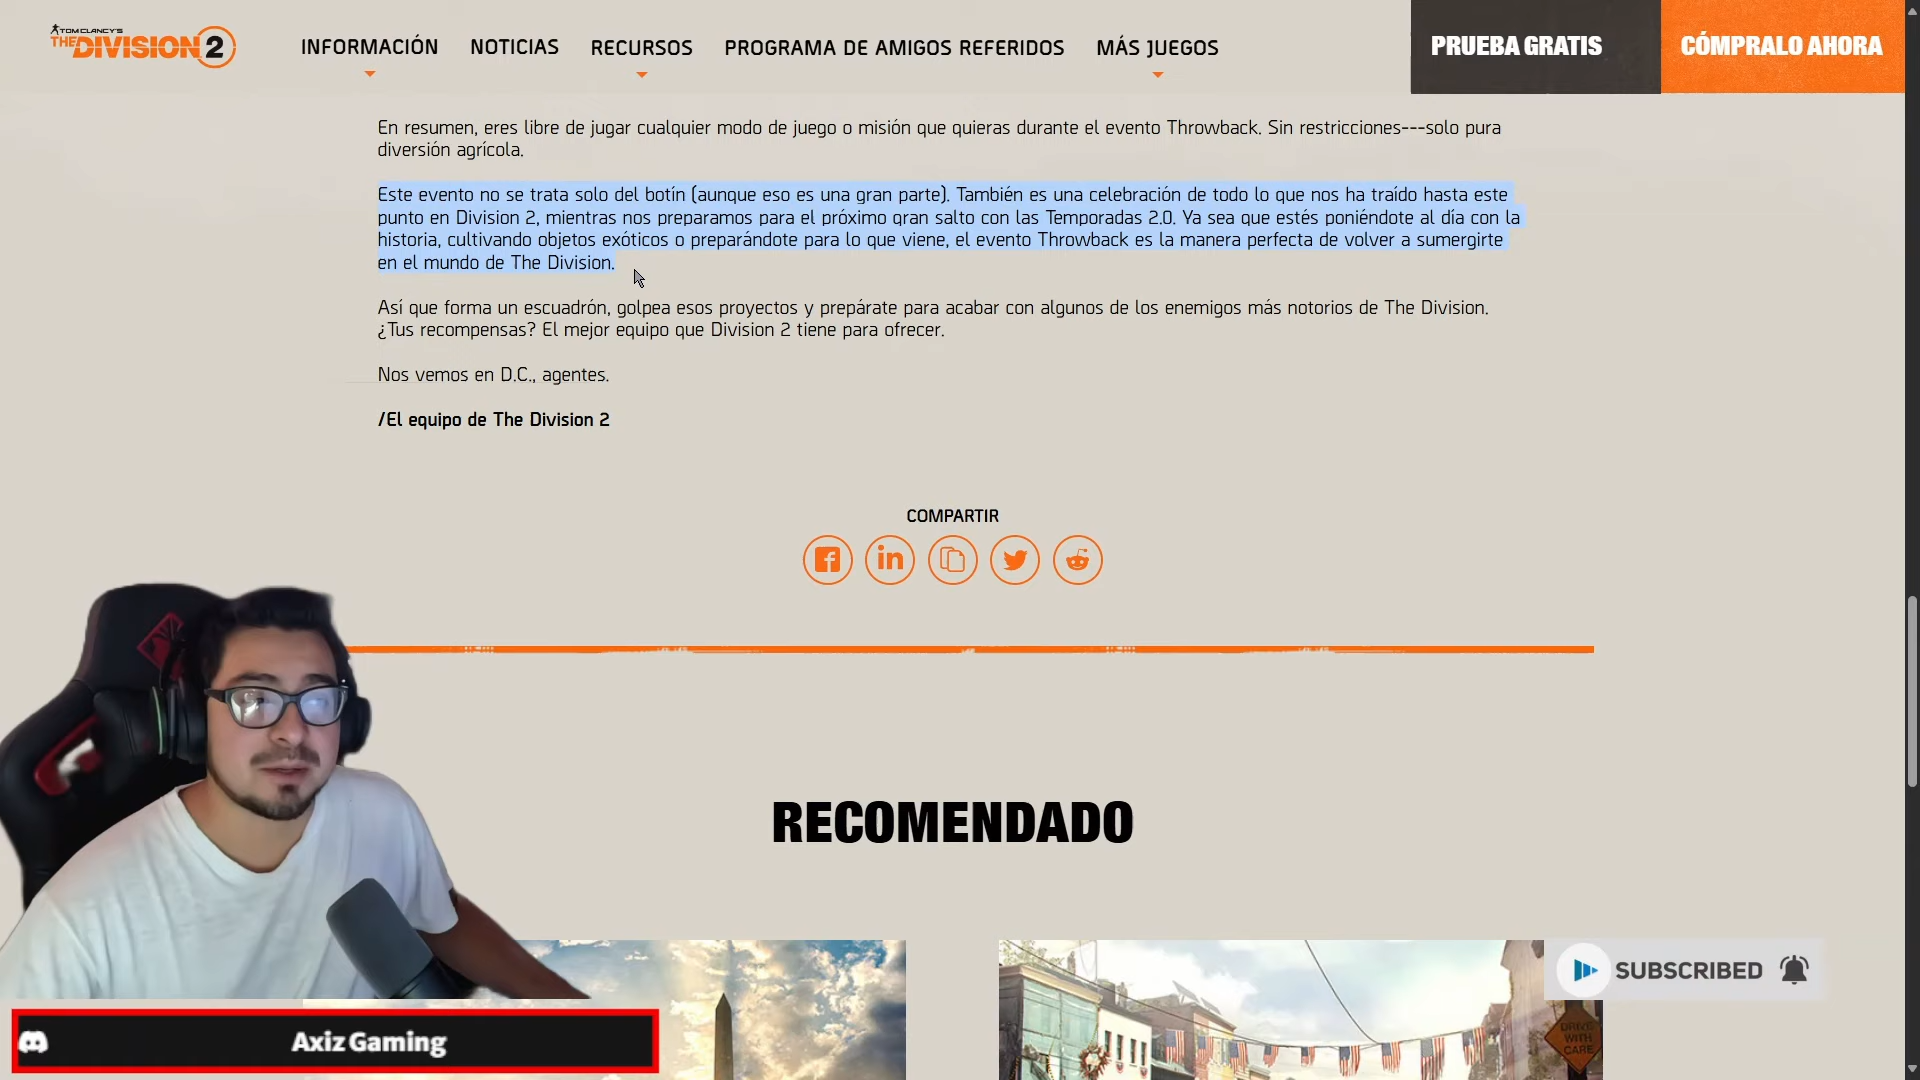 TOM CLANCY'S
THE DIVISION 2
INFORMACIÓN
NOTICIAS
RECURSOS
PROGRAMA DE AMIGOS REFERIDOS
MÁS JUEGOS
PRUEBA GRATIS
CÓMPRALO AHORA
En resumen, eres libre de jugar cualquier modo de juego o misión que quieras durante el evento Throwback. Sin restricciones---solo pura
diversión agrícola.
Este evento no se trata solo del botín (aunque eso es una gran parte). También es una celebración de todo lo que nos ha traído hasta este
punto en Division 2, mientras nos preparamos para el próximo gran salto con las Temporadas 2.0. Ya sea que estés poniéndote al día con la
historia, cultivando objetos exóticos o preparándote para lo que viene, el evento Throwback es la manera perfecta de volver a sumergirte
en el mundo de The Division.
Así que forma un escuadrón, golpea esos proyectos y prepárate para acabar con algunos de los enemigos más notorios de The Division.
¿Tus recompensas? El mejor equipo que Division 2 tiene para ofrecer.
Nos vemos en D.C., agentes.
/El equipo de The Division 2
COMPARTIR
RECOMENDADO
SUBSCRIBED
DRIVE
WITH
CARE
Axiz Gaming